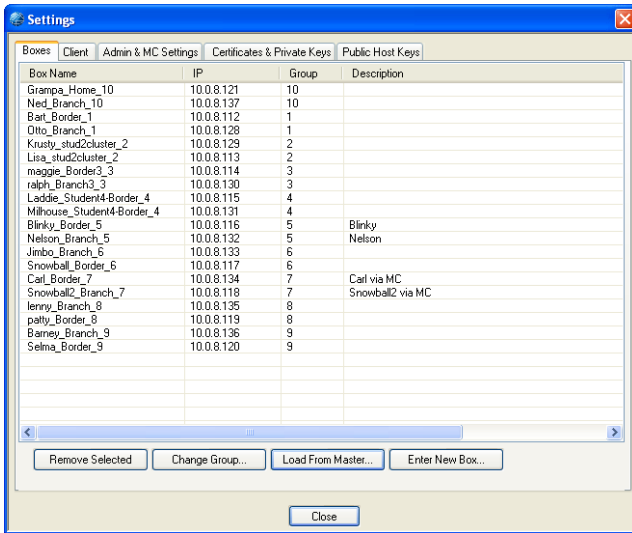 Settings
Boxes Client Admin & MC Settings Certificates & Private Keys Public Host Keys
Box Name IP Group Description
Grampa_Home_10 10.0.8.121 10
Ned_Branch_10 10.0.8.137 10
Bart_Border_1 10.0.8.112 1
Otto_Branch_1 10.0.8.128 1
Krusty_stud2cluster_2 10.0.8.129 2
Lisa_stud2cluster_2 10.0.8.113 2
maggie_Border3_3 10.0.8.114 3
ralph_Branch3_3 10.0.8.130 3
Laddie_Student4-Border_4 10.0.8.115 4
Milhouse_Student4-Border_4 10.0.8.131 4
Blinky_Border_5 10.0.8.116 5 Blinky
Nelson_Branch_5 10.0.8.132 5 Nelson
Jimbo_Branch_6 10.0.8.133 6
Snowball_Border_6 10.0.8.117 6
Carl_Border_7 10.0.8.134 7 Carl via MC
Snowball2_Branch_7 10.0.8.118 7 Snowball2 via MC
lenny_Branch_8 10.0.8.135 8
patty_Border_8 10.0.8.119 8
Barney_Branch_9 10.0.8.136 9
Selma_Border_9 10.0.8.120 9
Remove Selected Change Group... Load From Master... Enter New Box...
Close